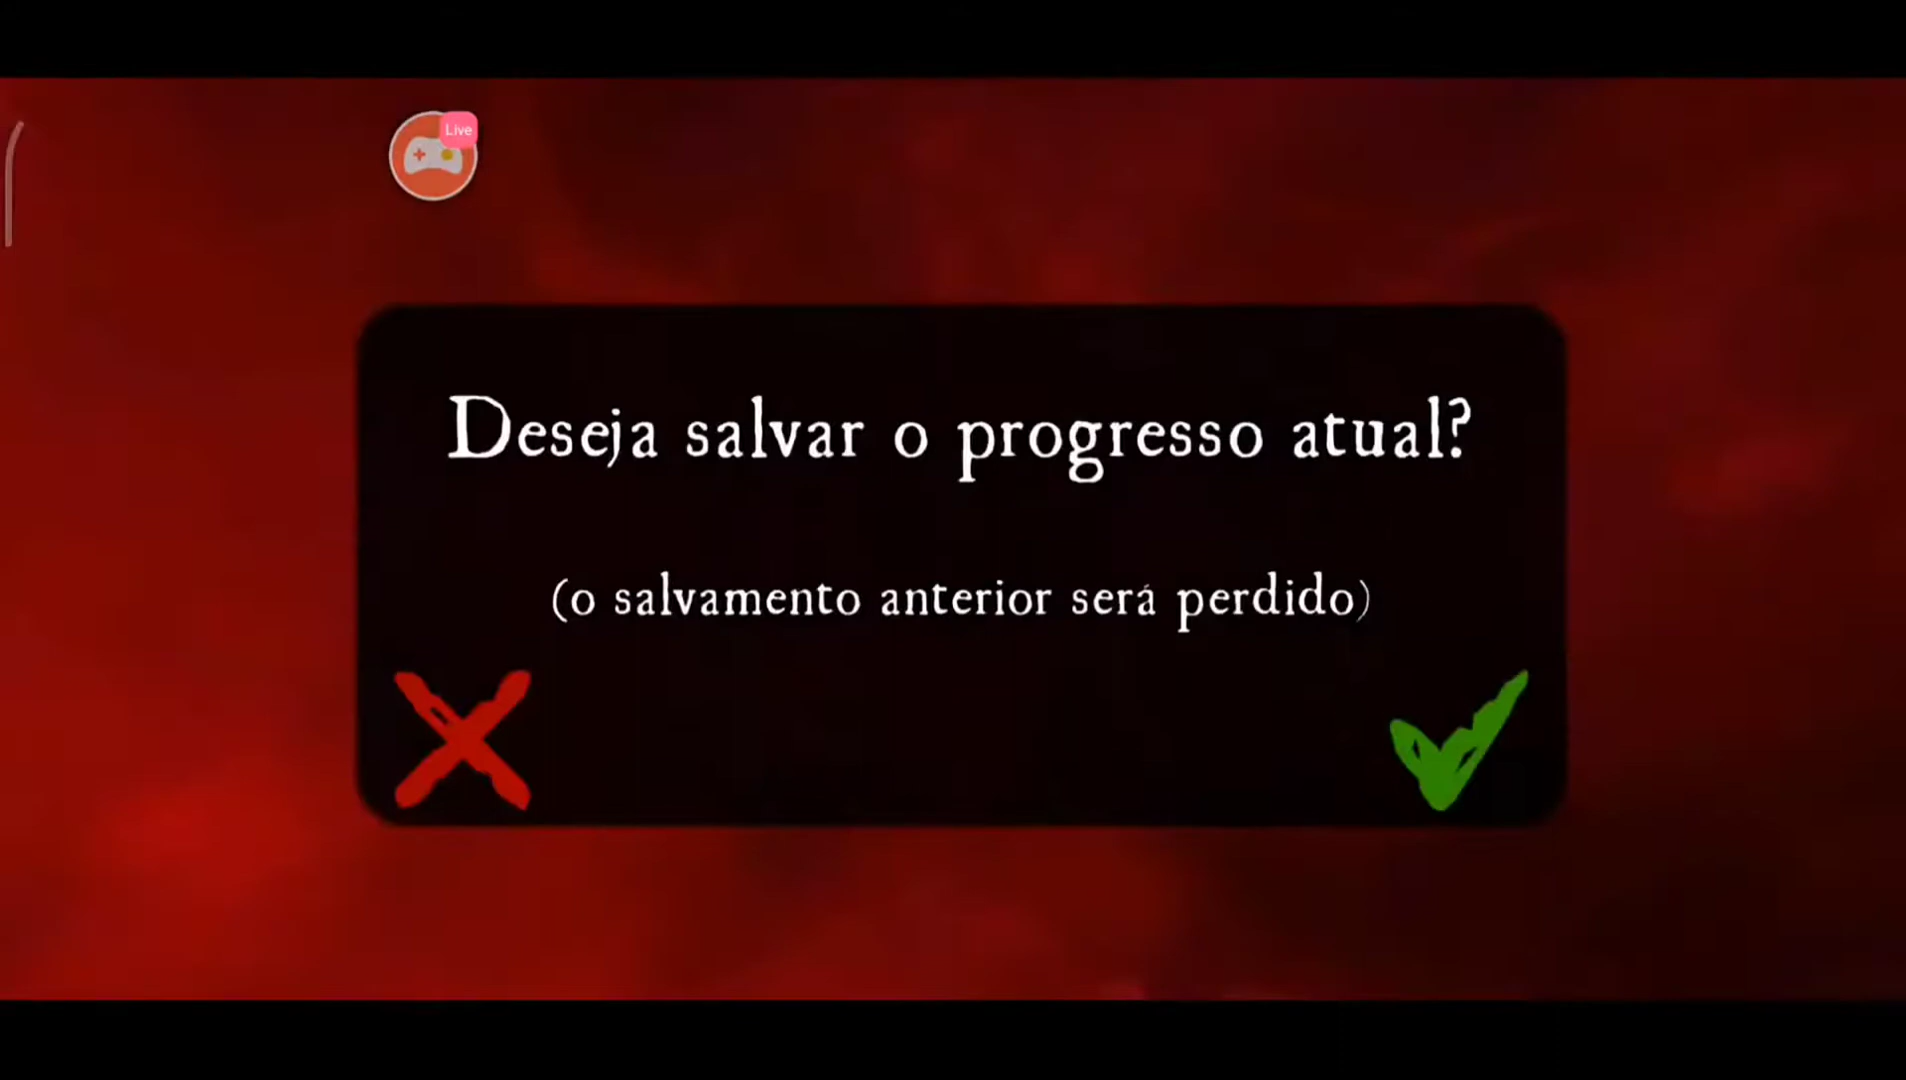 Live
Deseja salvar o progresso atual?
(o salvamento anterior será perdido)